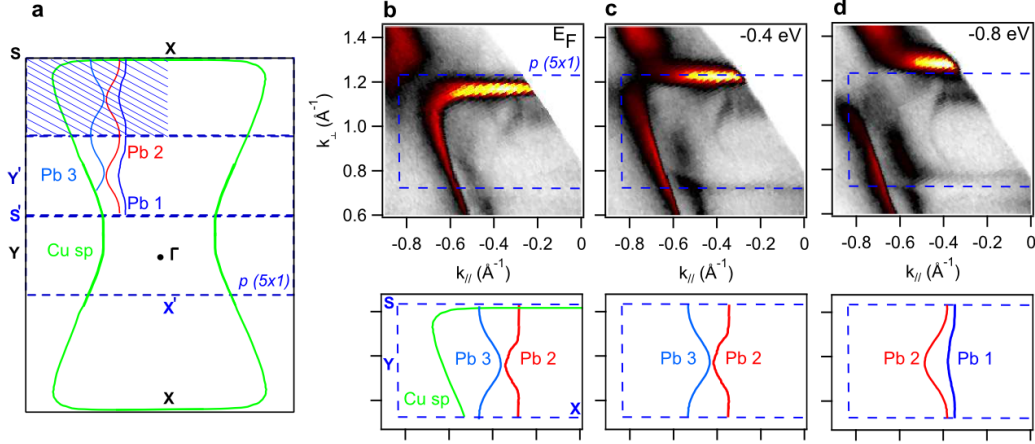 a
b
c
d
S
X
Pb 2
Y'
Pb 3
Pb 1
S'
Y
Cu sp
Γ
p (5x1)
X'
X
E_F
-0.4 eV
-0.8 eV
p (5x1)
p (5x1)
k⊥ (Å⁻¹)
1.4
1.2
1.0
0.8
0.6
-0.8 -0.6 -0.4 -0.2 0
-0.8 -0.6 -0.4 -0.2 0
-0.8 -0.6 -0.4 -0.2 0
k// (Å⁻¹)
k// (Å⁻¹)
k// (Å⁻¹)
S
Y
Pb 3
Pb 2
Cu sp
X
Pb 3
Pb 2
Pb 2
Pb 1